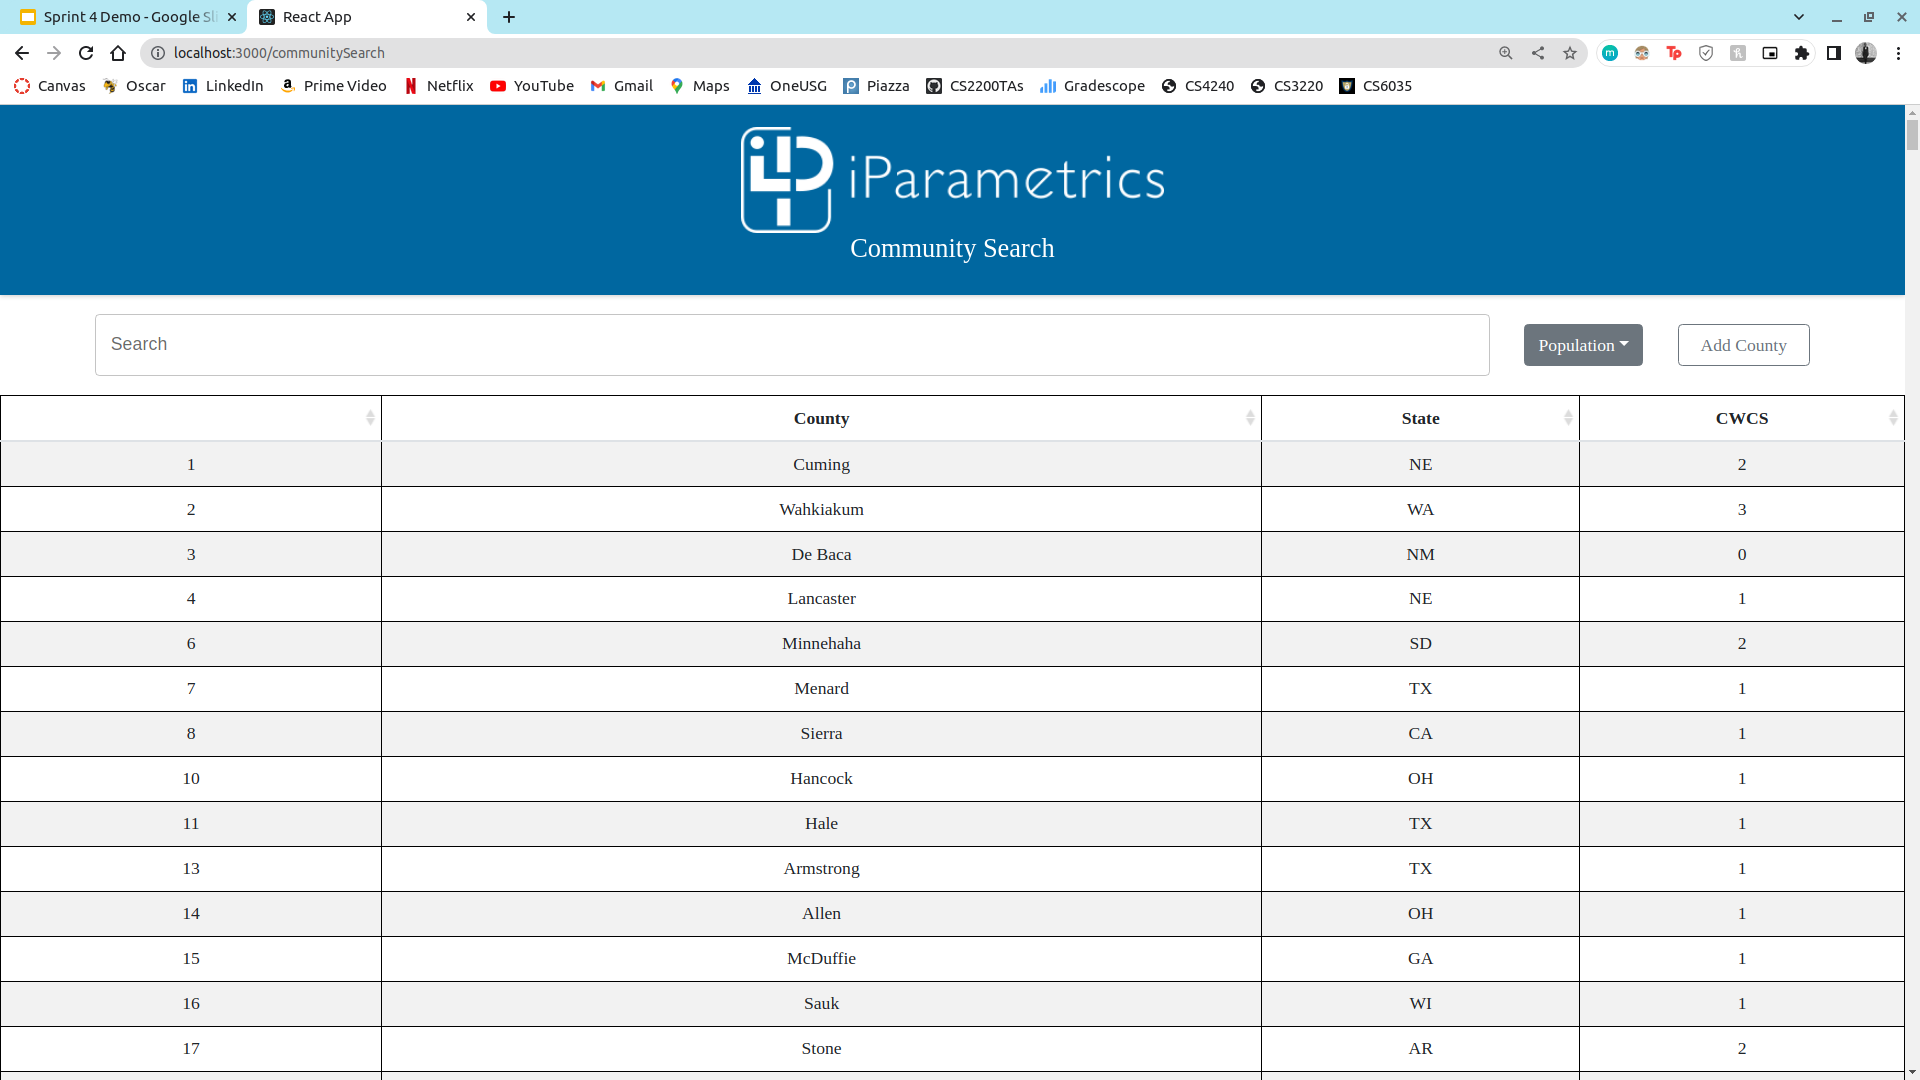 Sprint 4 Demo - Google Sli
React App
localhost:3000/communitySearch
Canvas Oscar LinkedIn Prime Video Netflix YouTube Gmail Maps OneUSG Piazza CS2200TAs Gradescope CS4240 CS3220 CS6035
iParametrics
Community Search
Search Population Add County
County State CWCS
1 Cuming NE 2
2 Wahkiakum WA 3
3 De Baca NM 0
4 Lancaster NE 1
6 Minnehaha SD 2
7 Menard TX 1
8 Sierra CA 1
10 Hancock OH 1
11 Hale TX 1
13 Armstrong TX 1
14 Allen OH 1
15 McDuffie GA 1
16 Sauk WI 1
17 Stone AR 2